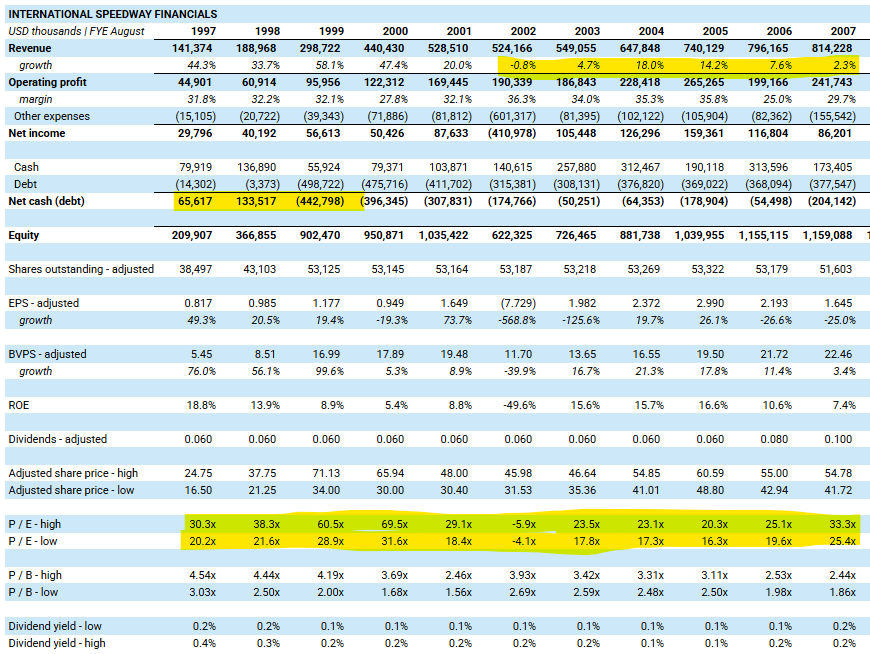 INTERNATIONAL SPEEDWAY FINANCIALS
USD thousands | FYE August 1997 1998 1999 2000 2001 2002 2003 2004 2005 2006 2007
Revenue 141,374 188,968 298,722 440,430 528,510 524,166 549,055 647,848 740,129 796,165 814,228
growth 44.3% 33.7% 58.1% 47.4% 20.0% -0.8% 4.7% 18.0% 14.2% 7.6% 2.3%
Operating profit 44,901 60,914 95,956 122,312 169,445 190,339 186,843 228,418 265,265 199,166 241,743
margin 31.8% 32.2% 32.1% 27.8% 32.1% 36.3% 34.0% 35.3% 35.8% 25.0% 29.7%
Other expenses (15,105) (20,722) (39,343) (71,886) (81,812) (601,317) (81,395) (102,122) (105,904) (82,362) (155,542)
Net income 29,796 40,192 56,613 50,426 87,633 (410,978) 105,448 126,296 159,361 116,804 86,201
Cash 79,919 136,890 55,924 79,371 103,871 140,615 257,880 312,467 190,118 313,596 173,405
Debt (14,302) (3,373) (498,722) (475,716) (411,702) (315,381) (308,131) (376,820) (369,022) (368,094) (377,547)
Net cash (debt) 65,617 133,517 (442,798) (396,345) (307,831) (174,766) (50,251) (64,353) (178,904) (54,498) (204,142)
Equity 209,907 366,855 902,470 950,871 1,035,422 622,325 726,465 881,738 1,039,955 1,155,115 1,159,088
Shares outstanding - adjusted 38,497 43,103 53,125 53,145 53,164 53,187 53,218 53,269 53,322 53,179 51,603
EPS - adjusted 0.817 0.985 1.177 0.949 1.649 (7.729) 1.982 2.372 2.990 2.193 1.645
growth 49.3% 20.5% 19.4% -19.3% 73.7% -568.8% -125.6% 19.7% 26.1% -26.6% -25.0%
BVPS - adjusted 5.45 8.51 16.99 17.89 19.48 11.70 13.65 16.55 19.50 21.72 22.46
growth 76.0% 56.1% 99.6% 5.3% 8.9% -39.9% 16.7% 21.3% 17.8% 11.4% 3.4%
ROE 18.8% 13.9% 8.9% 5.4% 8.8% -49.6% 15.6% 15.7% 16.6% 10.6% 7.4%
Dividends - adjusted 0.060 0.060 0.060 0.060 0.060 0.060 0.060 0.060 0.060 0.080 0.100
Adjusted share price - high 24.75 37.75 71.13 65.94 48.00 45.98 46.64 54.85 60.59 55.00 54.78
Adjusted share price - low 16.50 21.25 34.00 30.00 30.40 31.53 35.36 41.01 48.80 42.94 41.72
P / E - high 30.3x 38.3x 60.5x 69.5x 29.1x -5.9x 23.5x 23.1x 20.3x 25.1x 33.3x
P / E - low 20.2x 21.6x 28.9x 31.6x 18.4x -4.1x 17.8x 17.3x 16.3x 19.6x 25.4x
P / B - high 4.54x 4.44x 4.19x 3.69x 2.46x 3.93x 3.42x 3.31x 3.11x 2.53x 2.44x
P / B - low 3.03x 2.50x 2.00x 1.68x 1.56x 2.69x 2.59x 2.48x 2.50x 1.98x 1.86x
Dividend yield - low 0.2% 0.2% 0.1% 0.1% 0.1% 0.1% 0.1% 0.1% 0.1% 0.1% 0.2%
Dividend yield - high 0.4% 0.3% 0.2% 0.2% 0.2% 0.2% 0.2% 0.1% 0.1% 0.2% 0.2%